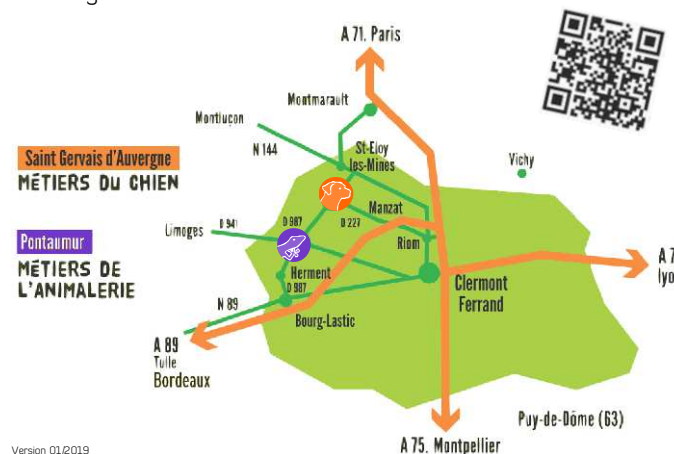 A 71. Paris
Montmarault
Montluçon
N 144
St-Eloy
les-Mines
Vichy
Saint Gervais d'Auvergne
MÉTIERS DU CHIEN
Manzat
D 987
D 227
D 941
Limoges
Riom
Pontaumur
MÉTIERS DE
L'ANIMALERIE
Herment
D 987
Clermont
Ferrand
A 7
lyo
N 89
Bourg-Lastic
A 89
Tulle
Bordeaux
Puy-de-Dôme (63)
A 75. Montpellier
Version 01/2019